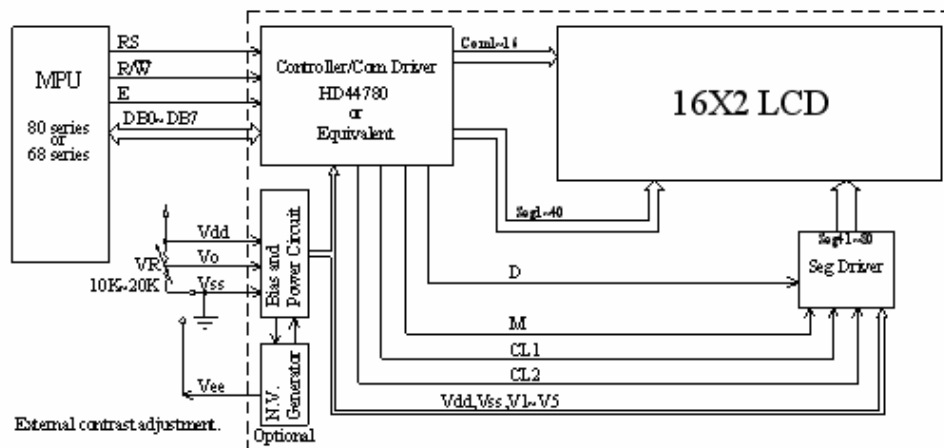 MPU
80 series
or
68 series
RS
R/W
E
DB0~DB7
Controller/Com Driver
HD44780
or
Equivalent
Com1~16
16X2 LCD
Seg1~40
Seg41~80
Seg Driver
Vdd
Vo
VR
10K~20K
Vss
Bias and
Power Circuit
D
M
CL1
CL2
Vdd,Vss,V1~V5
Vee
N.V.
Generator
Optional
External contrast adjustment.